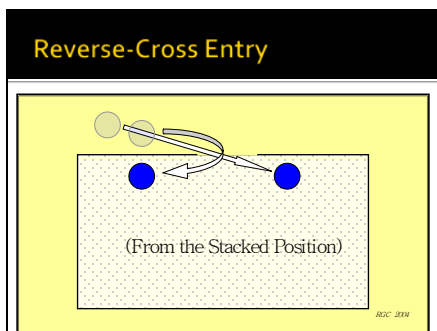 Reverse-Cross Entry
(From the Stacked Position)
RGC 2004